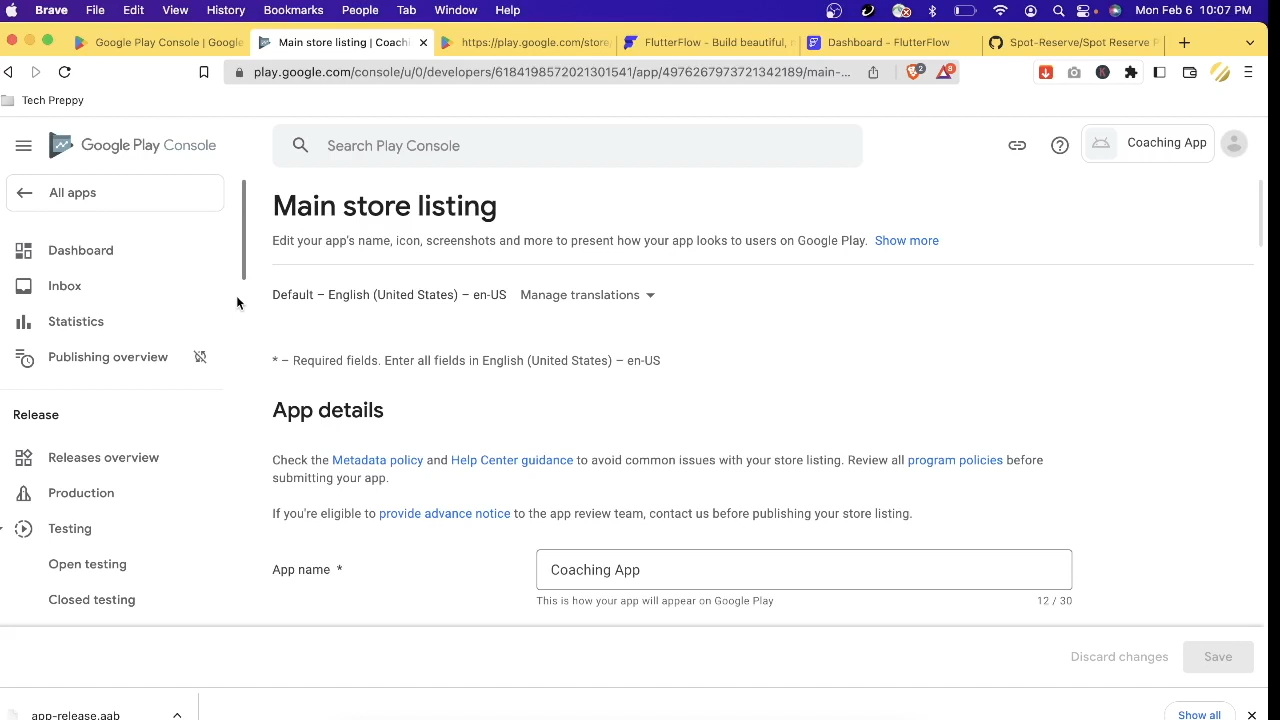 Brave File Edit View History Bookmarks People Tab Window Help Mon Feb 6 10:07 PM
Google Play Console | Google
Main store listing | Coachi
https://play.google.com/store
FlutterFlow - Build beautiful,
Dashboard - FlutterFlow
Spot-Reserve/Spot Reserve P
play.google.com/console/u/0/developers/6184198572021301541/app/4976267973721342189/main-...
2
8
K
Tech Preppy
Google Play Console
Search Play Console
Coaching App
All apps
Dashboard
Inbox
Statistics
Publishing overview
Release
Releases overview
Production
Testing
Open testing
Closed testing
Main store listing
Edit your app's name, icon, screenshots and more to present how your app looks to users on Google Play. Show more
Default – English (United States) – en-US Manage translations
* – Required fields. Enter all fields in English (United States) – en-US
App details
Check the Metadata policy and Help Center guidance to avoid common issues with your store listing. Review all program policies before
submitting your app.
If you're eligible to provide advance notice to the app review team, contact us before publishing your store listing.
App name *
Coaching App
This is how your app will appear on Google Play 12 / 30
Discard changes Save
app-release.aab
Show all